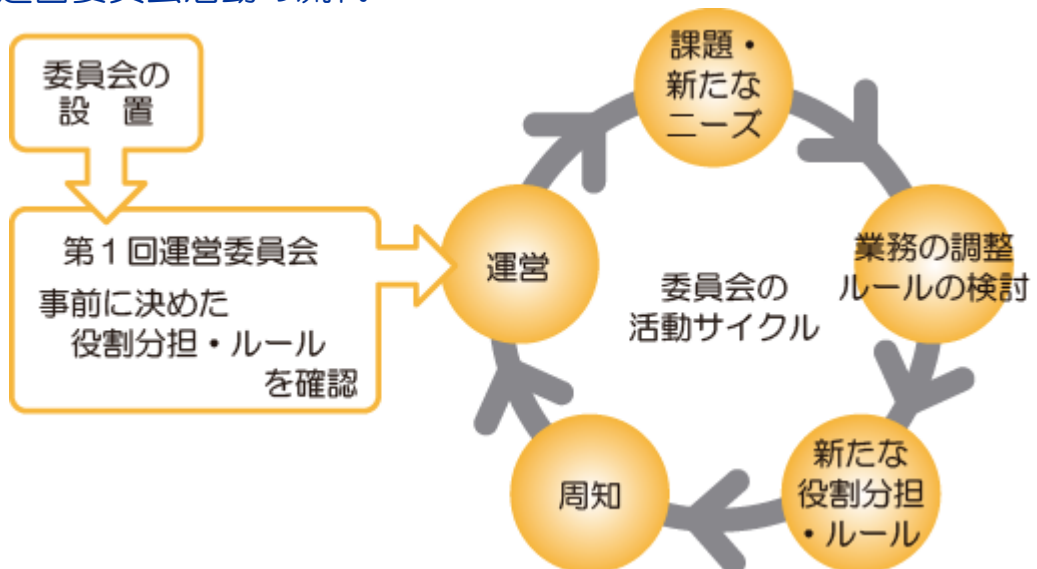 委員会の
設　置
第１回運営委員会
事前に決めた
役割分担・ルール
を確認
運営
課題・
新たな
ニーズ
業務の調整
ルールの検討
新たな
役割分担
・ルール
周知
委員会の
活動サイクル